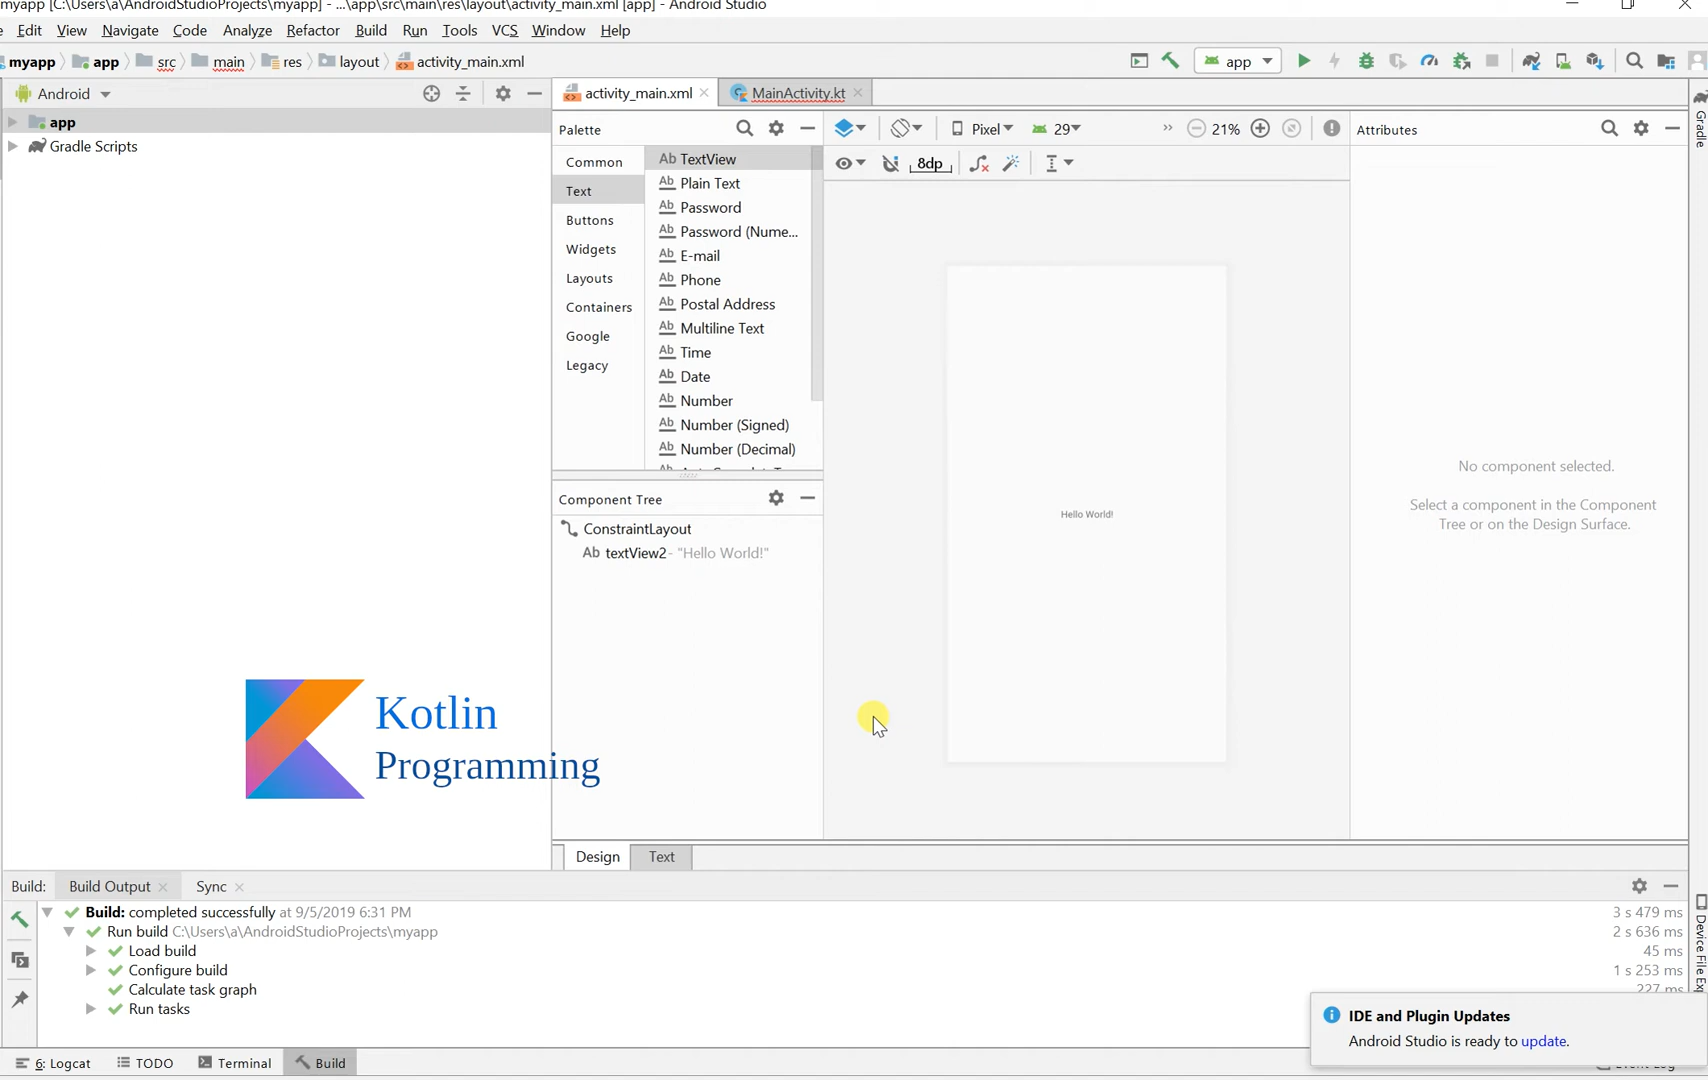 myapp [C:\Users\a\AndroidStudioProjects\myapp] - ...\app\src\main\res\layout\activity_main.xml [app] - Android Studio
Edit View Navigate Code Analyze Refactor Build Run Tools VCS Window Help
myapp app src main res layout activity_main.xml app
Android
activity_main.xml MainActivity.kt
app
Gradle Scripts
Palette
Common
Text
Buttons
Widgets
Layouts
Containers
Google
Legacy
Ab TextView
Ab Plain Text
Ab Password
Ab Password (Nume...
Ab E-mail
Ab Phone
Ab Postal Address
Ab Multiline Text
Ab Time
Ab Date
Ab Number
Ab Number (Signed)
Ab Number (Decimal)
Component Tree
ConstraintLayout
Ab textView2 - "Hello World!"
Pixel 29 » 21%
8dp
Hello World!
Attributes
No component selected.
Select a component in the Component
Tree or on the Design Surface.
Gradle
Kotlin
Programming
Design Text
Build: Build Output Sync
Build: completed successfully at 9/5/2019 6:31 PM 3 s 479 ms
Run build C:\Users\a\AndroidStudioProjects\myapp 2 s 636 ms
Load build 45 ms
Configure build 1 s 253 ms
Calculate task graph 227 ms
Run tasks
IDE and Plugin Updates
Android Studio is ready to update.
Device File
6: Logcat TODO Terminal Build